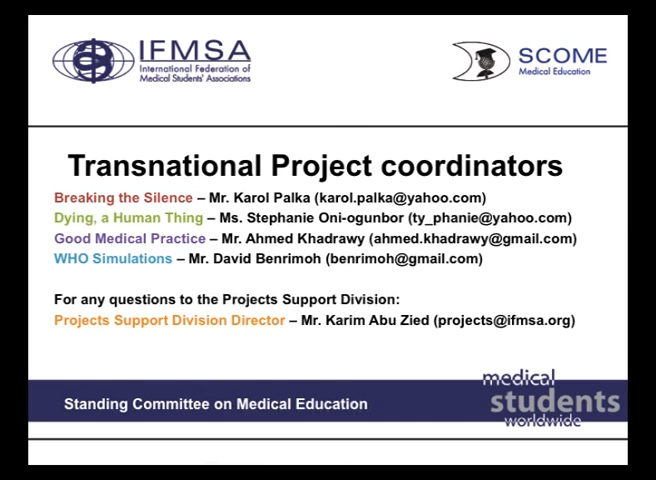 IFMSA
International Federation of
Medical Students' Associations
SCOME
Medical Education
Transnational Project coordinators
Breaking the Silence – Mr. Karol Palka (karol.palka@yahoo.com)
Dying, a Human Thing – Ms. Stephanie Oni-ogunbor (ty_phanie@yahoo.com)
Good Medical Practice – Mr. Ahmed Khadrawy (ahmed.khadrawy@gmail.com)
WHO Simulations – Mr. David Benrimoh (benrimoh@gmail.com)
For any questions to the Projects Support Division:
Projects Support Division Director – Mr. Karim Abu Zied (projects@ifmsa.org)
Standing Committee on Medical Education
medical
students
worldwide